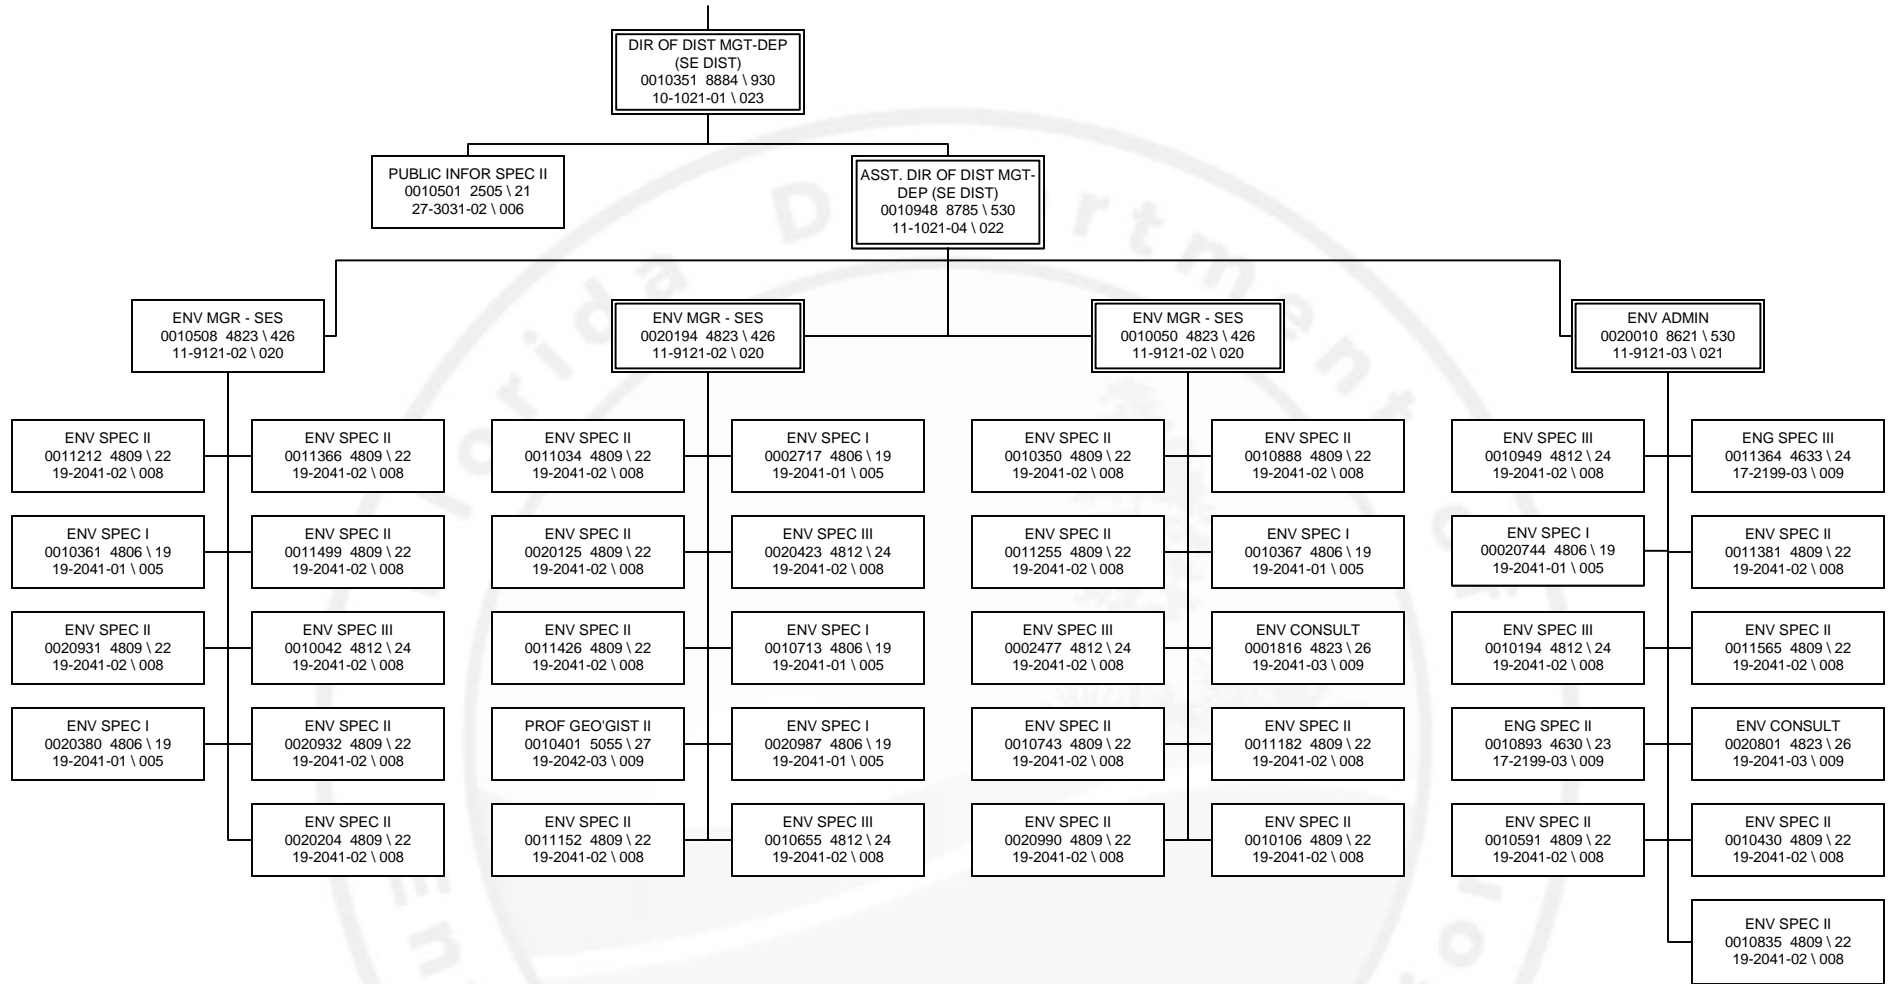 DIR OF DIST MGT-DEP
(SE DIST)
0010351 8884 \ 930
10-1021-01 \ 023
PUBLIC INFOR SPEC II
0010501 2505 \ 21
27-3031-02 \ 006
ASST. DIR OF DIST MGT-
DEP (SE DIST)
0010948 8785 \ 530
11-1021-04 \ 022
ENV MGR - SES
0010508 4823 \ 426
11-9121-02 \ 020
ENV MGR - SES
0020194 4823 \ 426
11-9121-02 \ 020
ENV MGR - SES
0010050 4823 \ 426
11-9121-02 \ 020
ENV ADMIN
0020010 8621 \ 530
11-9121-03 \ 021
ENV SPEC II
0011212 4809 \ 22
19-2041-02 \ 008
ENV SPEC II
0011366 4809 \ 22
19-2041-02 \ 008
ENV SPEC II
0011034 4809 \ 22
19-2041-02 \ 008
ENV SPEC I
0002717 4806 \ 19
19-2041-01 \ 005
ENV SPEC II
0010350 4809 \ 22
19-2041-02 \ 008
ENV SPEC II
0010888 4809 \ 22
19-2041-02 \ 008
ENV SPEC III
0010949 4812 \ 24
19-2041-02 \ 008
ENG SPEC III
0011364 4633 \ 24
17-2199-03 \ 009
ENV SPEC I
0010361 4806 \ 19
19-2041-01 \ 005
ENV SPEC II
0011499 4809 \ 22
19-2041-02 \ 008
ENV SPEC II
0020125 4809 \ 22
19-2041-02 \ 008
ENV SPEC III
0020423 4812 \ 24
19-2041-02 \ 008
ENV SPEC II
0011255 4809 \ 22
19-2041-02 \ 008
ENV SPEC I
0010367 4806 \ 19
19-2041-01 \ 005
ENV SPEC I
00020744 4806 \ 19
19-2041-01 \ 005
ENV SPEC II
0011381 4809 \ 22
19-2041-02 \ 008
ENV SPEC II
0020931 4809 \ 22
19-2041-02 \ 008
ENV SPEC III
0010042 4812 \ 24
19-2041-02 \ 008
ENV SPEC II
0011426 4809 \ 22
19-2041-02 \ 008
ENV SPEC I
0010713 4806 \ 19
19-2041-01 \ 005
ENV SPEC III
0002477 4812 \ 24
19-2041-02 \ 008
ENV CONSULT
0001816 4823 \ 26
19-2041-03 \ 009
ENV SPEC III
0010194 4812 \ 24
19-2041-02 \ 008
ENV SPEC II
0011565 4809 \ 22
19-2041-02 \ 008
ENV SPEC I
0020380 4806 \ 19
19-2041-01 \ 005
ENV SPEC II
0020932 4809 \ 22
19-2041-02 \ 008
PROF GEO'GIST II
0010401 5055 \ 27
19-2042-03 \ 009
ENV SPEC I
0020987 4806 \ 19
19-2041-01 \ 005
ENV SPEC II
0010743 4809 \ 22
19-2041-02 \ 008
ENV SPEC II
0011182 4809 \ 22
19-2041-02 \ 008
ENG SPEC II
0010893 4630 \ 23
17-2199-03 \ 009
ENV CONSULT
0020801 4823 \ 26
19-2041-03 \ 009
ENV SPEC II
0020204 4809 \ 22
19-2041-02 \ 008
ENV SPEC II
0011152 4809 \ 22
19-2041-02 \ 008
ENV SPEC III
0010655 4812 \ 24
19-2041-02 \ 008
ENV SPEC II
0020990 4809 \ 22
19-2041-02 \ 008
ENV SPEC II
0010106 4809 \ 22
19-2041-02 \ 008
ENV SPEC II
0010591 4809 \ 22
19-2041-02 \ 008
ENV SPEC II
0010430 4809 \ 22
19-2041-02 \ 008
ENV SPEC II
0010835 4809 \ 22
19-2041-02 \ 008
Florida Department of